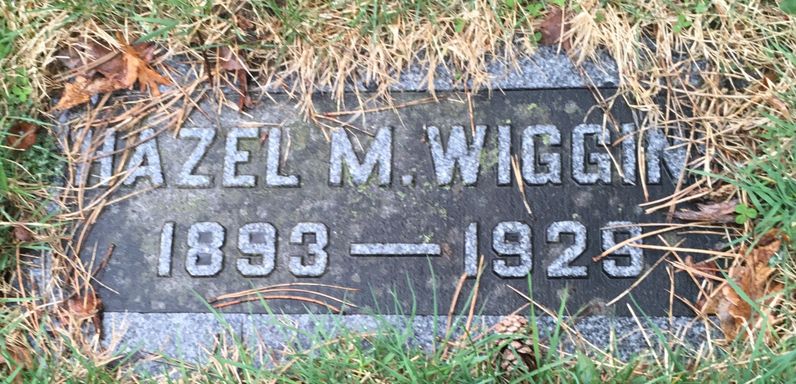 HAZEL M. WIGGIN
1893 — 1929